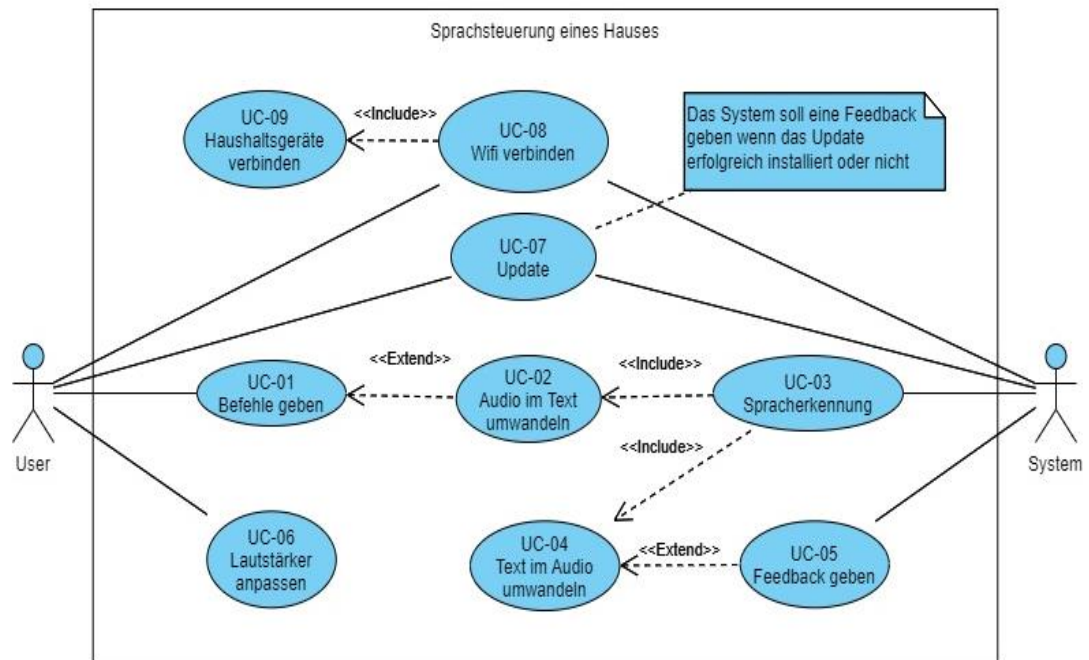 Sprachsteuerung eines Hauses
UC-09
Haushaltsgeräte
verbinden
<<Include>>
UC-08
Wifi verbinden
Das System soll eine Feedback
geben wenn das Update
erfolgreich installiert oder nicht
UC-07
Update
UC-01
Befehle geben
<<Extend>>
UC-02
Audio im Text
umwandeln
<<Include>>
UC-03
Spracherkennung
<<Include>>
User
System
UC-06
Lautstärker
anpassen
UC-04
Text im Audio
umwandeln
<<Extend>>
UC-05
Feedback geben